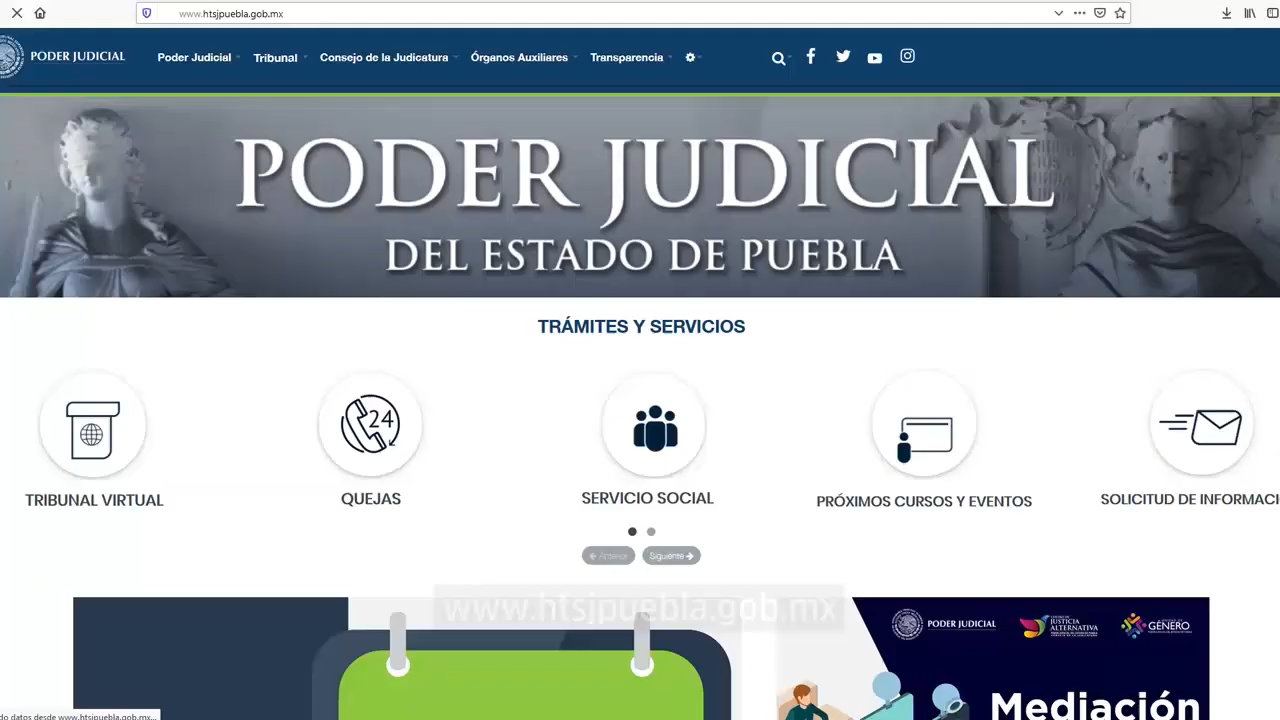 www.htsjpuebla.gob.mx
PODER JUDICIAL
Poder Judicial
Tribunal
Consejo de la Judicatura
Órganos Auxiliares
Transparencia
PODER JUDICIAL
DEL ESTADO DE PUEBLA
TRÁMITES Y SERVICIOS
24
TRIBUNAL VIRTUAL
QUEJAS
SERVICIO SOCIAL
PRÓXIMOS CURSOS Y EVENTOS
SOLICITUD DE INFORMACI
Anterior
Siguiente
www.htsjpuebla.gob.mx
PODER JUDICIAL
JUSTICIA
ALTERNATIVA
GÉNERO
Mediación
do datos desde www.htsjpuebla.gob.mx...